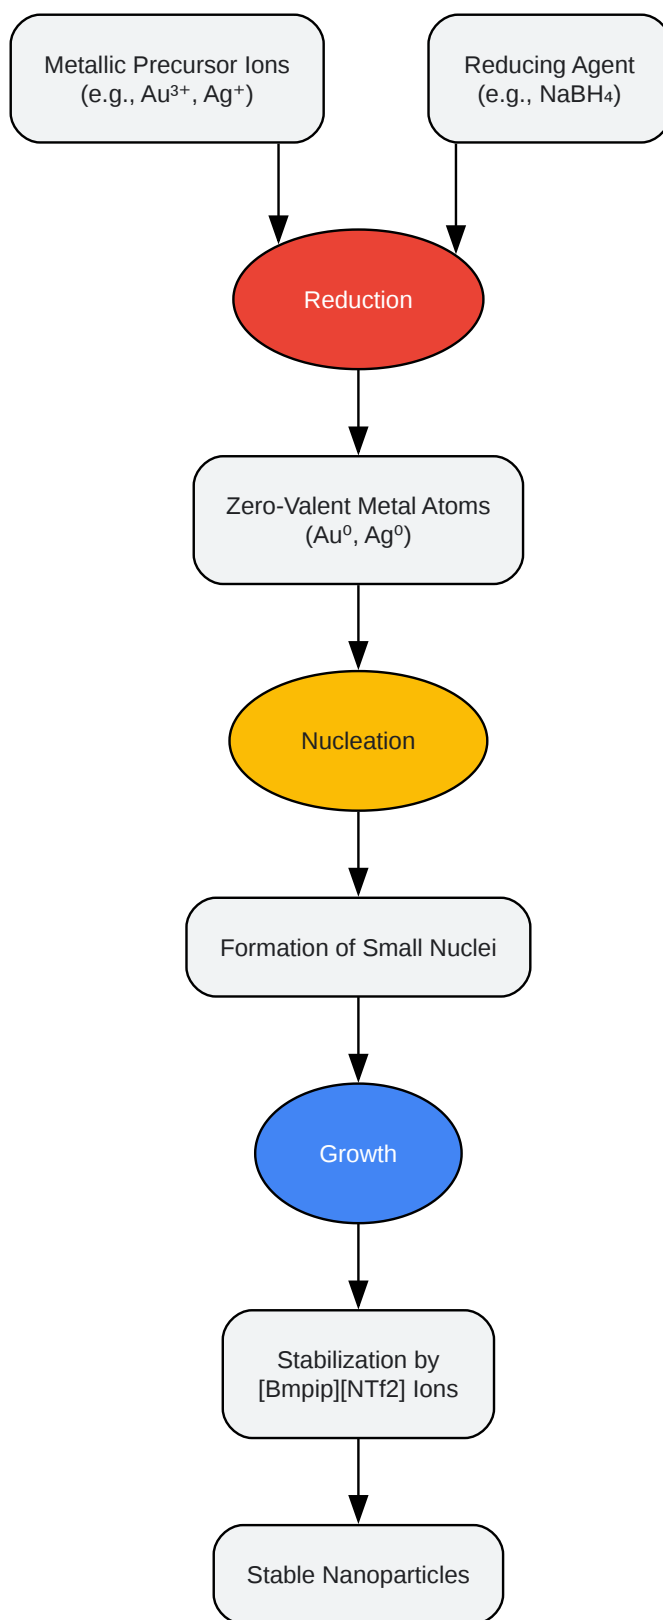 Metallic Precursor Ions
(e.g., Au³⁺, Ag⁺)
Reducing Agent
(e.g., NaBH₄)
Reduction
Zero-Valent Metal Atoms
(Au⁰, Ag⁰)
Nucleation
Formation of Small Nuclei
Growth
Stabilization by
[Bmpip][NTf2] Ions
Stable Nanoparticles